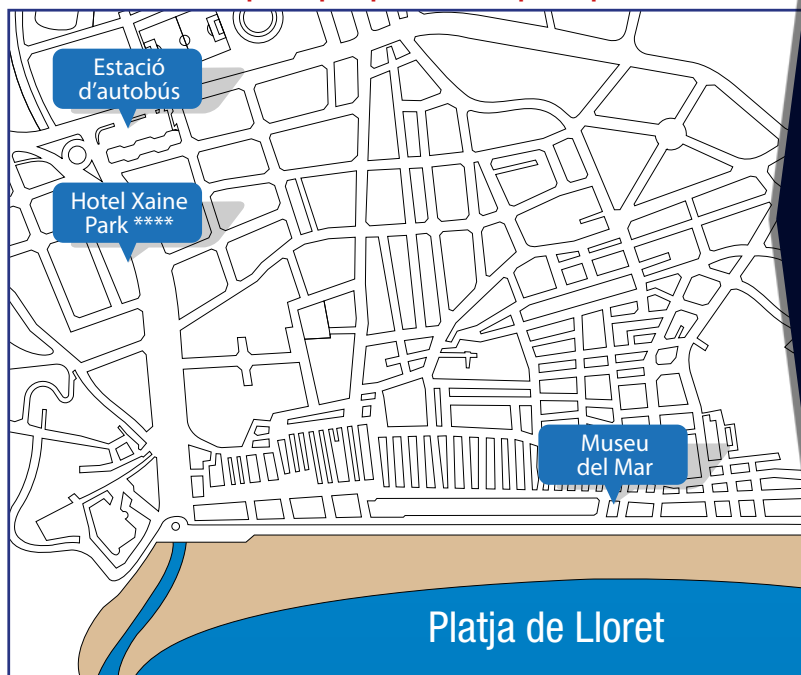 Estació
d'autobús
Hotel Xaine
Park ****
Museu
del Mar
Platja de Lloret